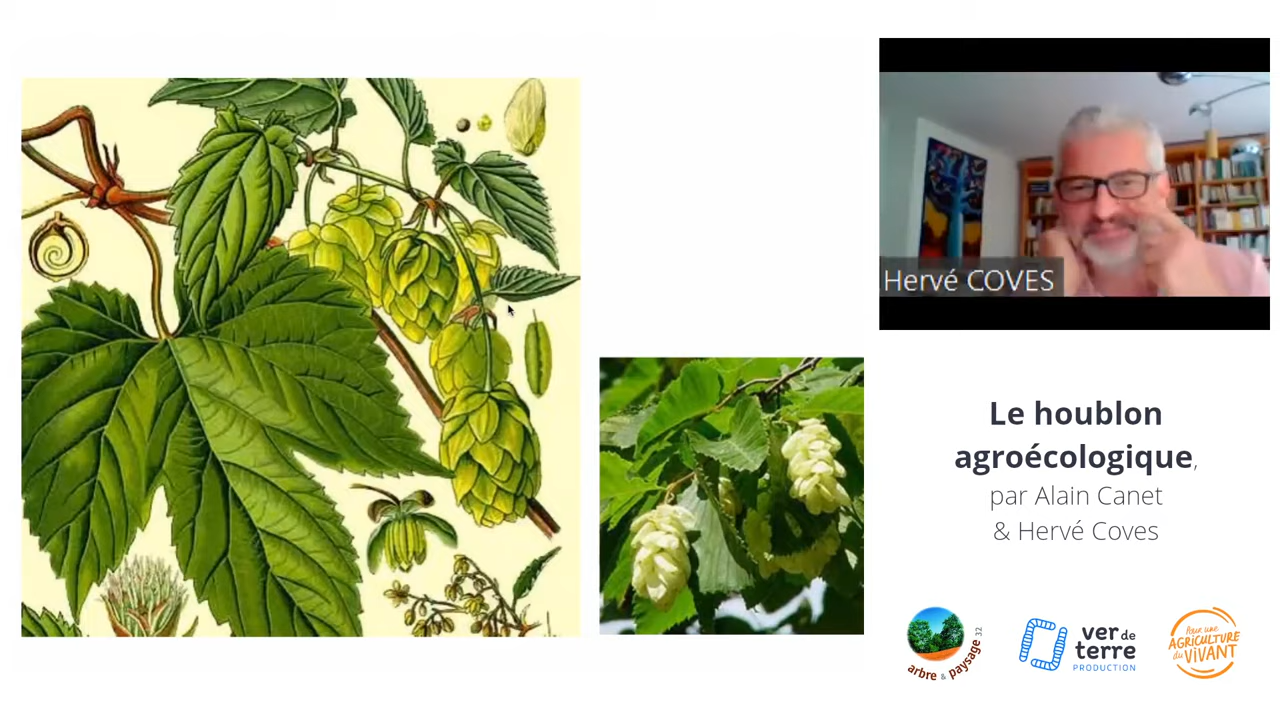 Hervé COVES
Le houblon
agroécologique,
par Alain Canet
& Hervé Coves
arbre & paysage 32
ver de
terre
PRODUCTION
Pour une
AGRICULTURE
du VIVANT